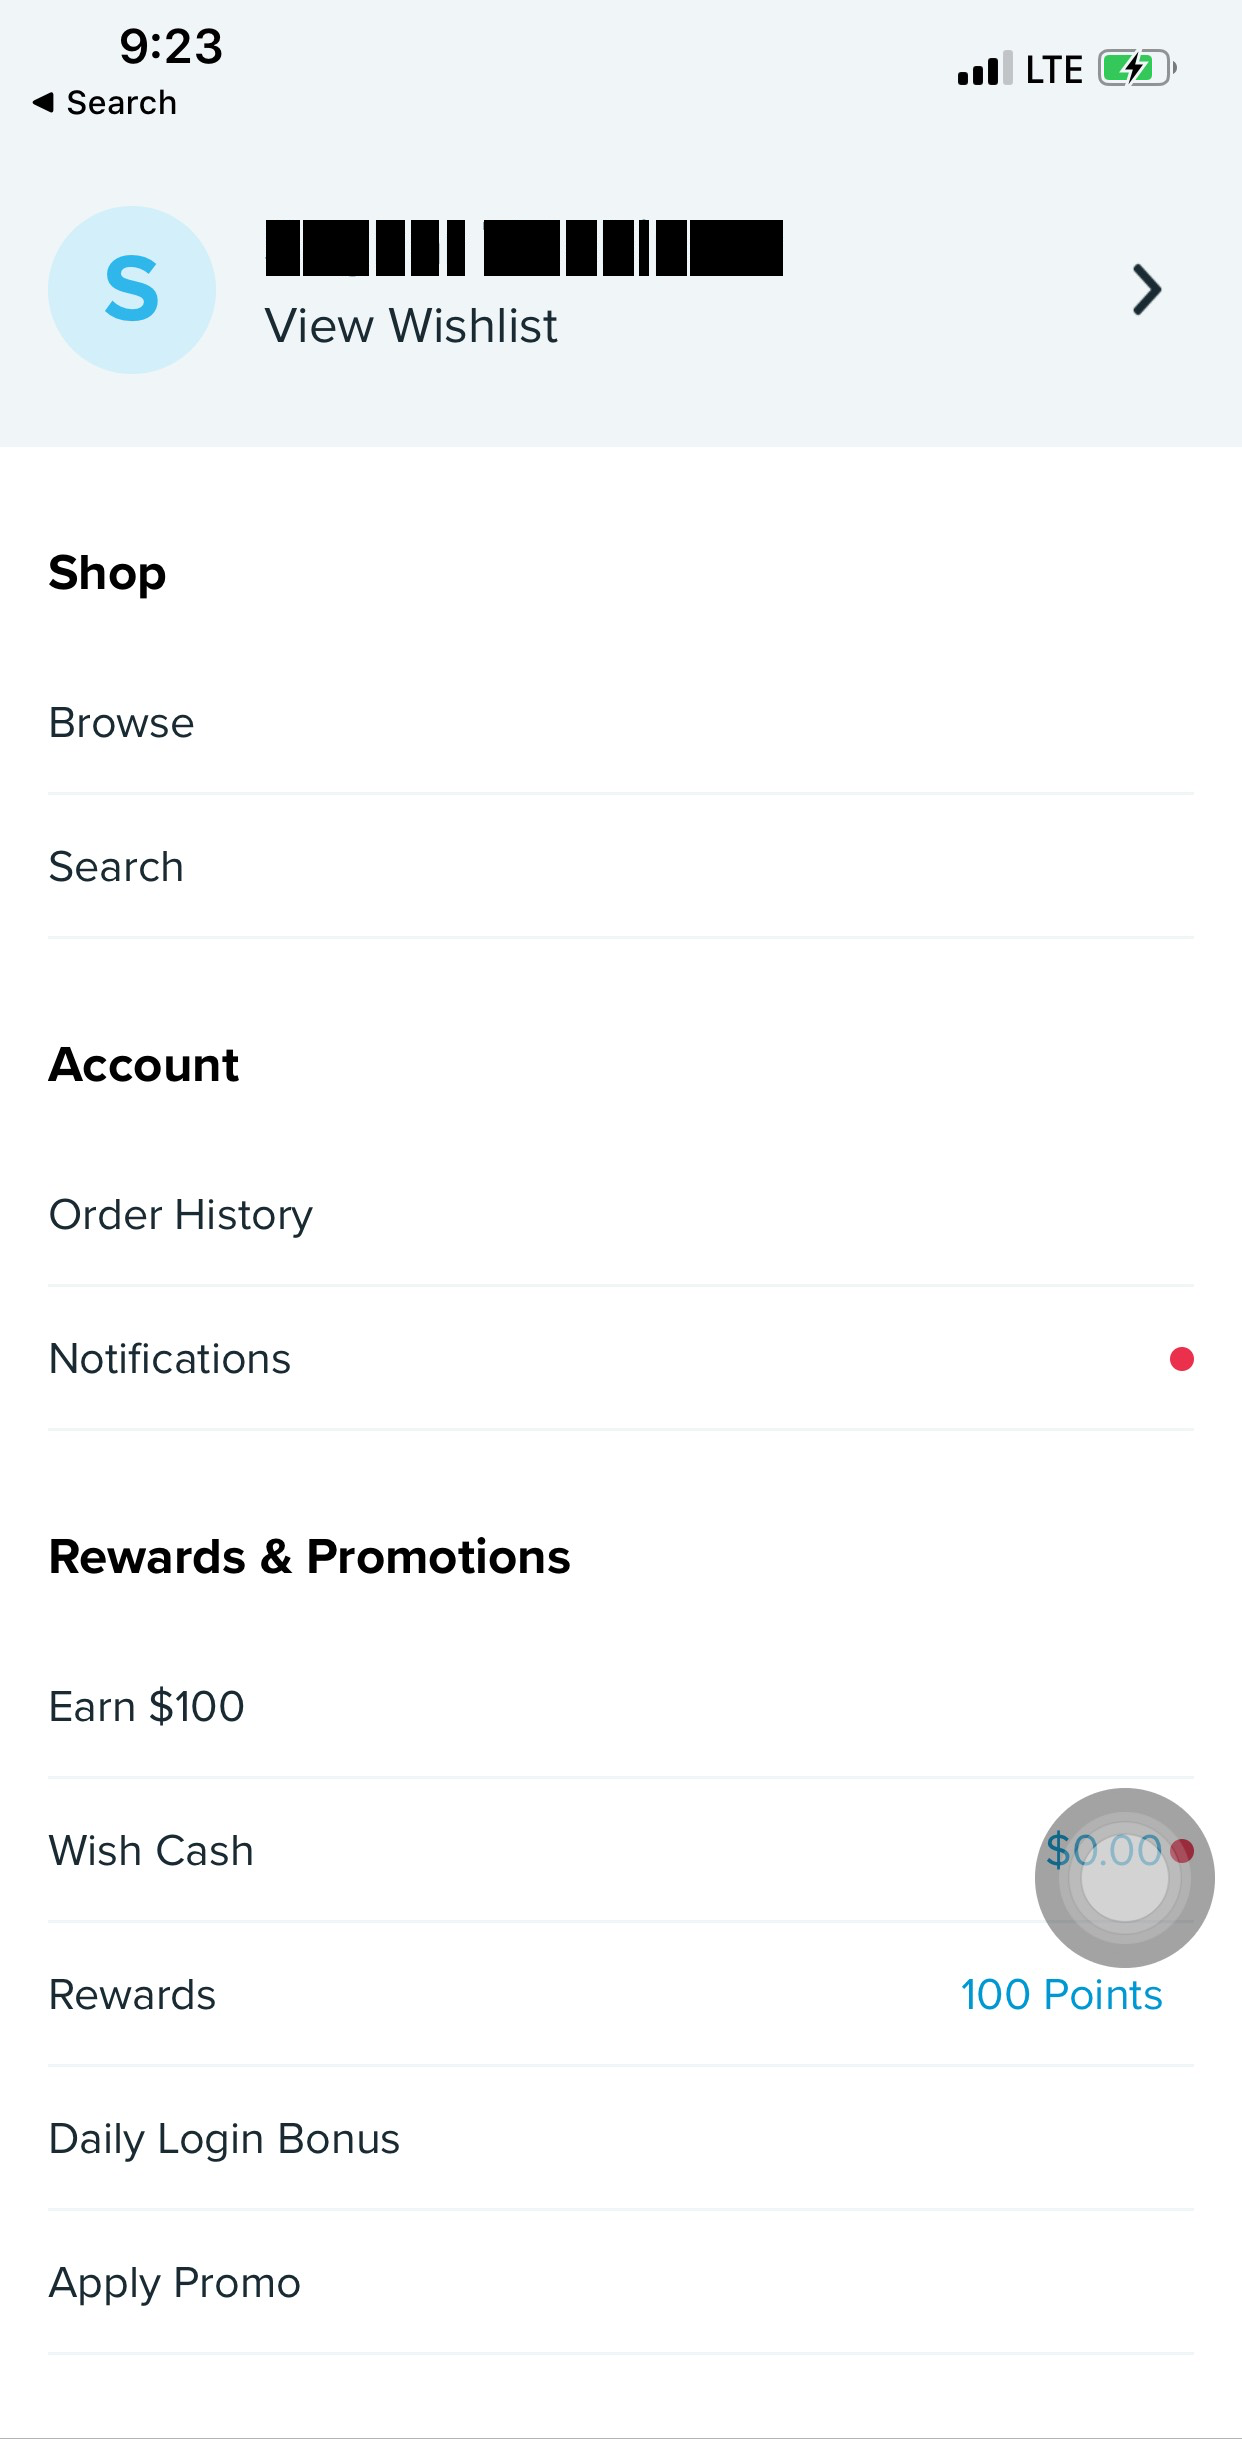 9:23
LTE
◀ Search
S
View Wishlist
Shop
Browse
Search
Account
Order History
Notifications
Rewards & Promotions
Earn $100
Wish Cash $0.00
Rewards 100 Points
Daily Login Bonus
Apply Promo